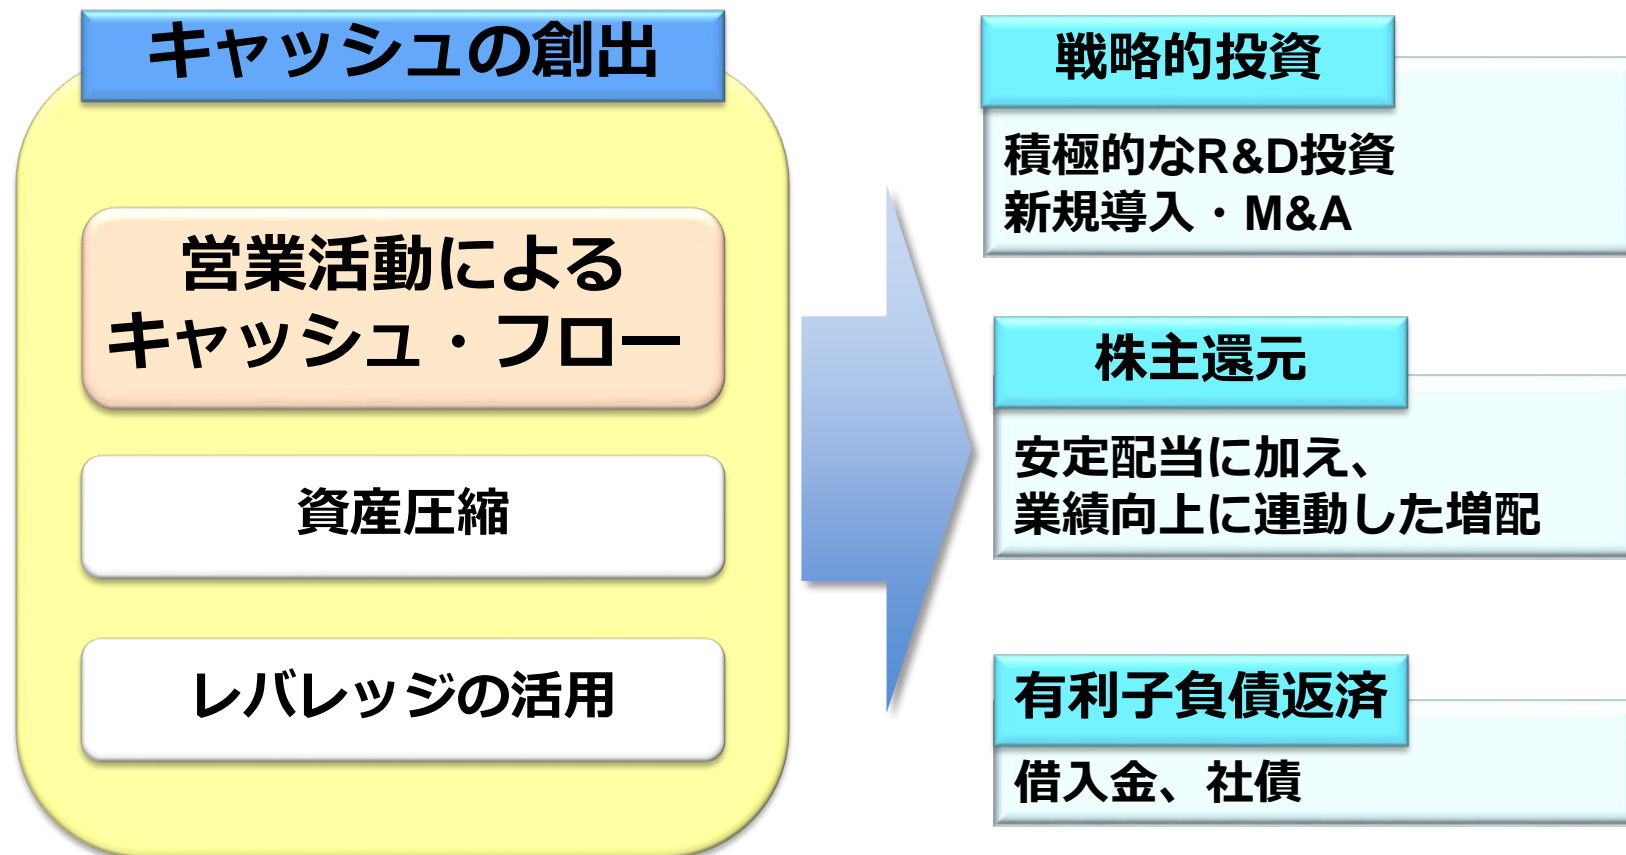 キャッシュの創出
営業活動による
キャッシュ・フロー
資産圧縮
レバレッジの活用
戦略的投資
積極的なR&D投資
新規導入・M&A
株主還元
安定配当に加え、
業績向上に連動した増配
有利子負債返済
借入金、社債